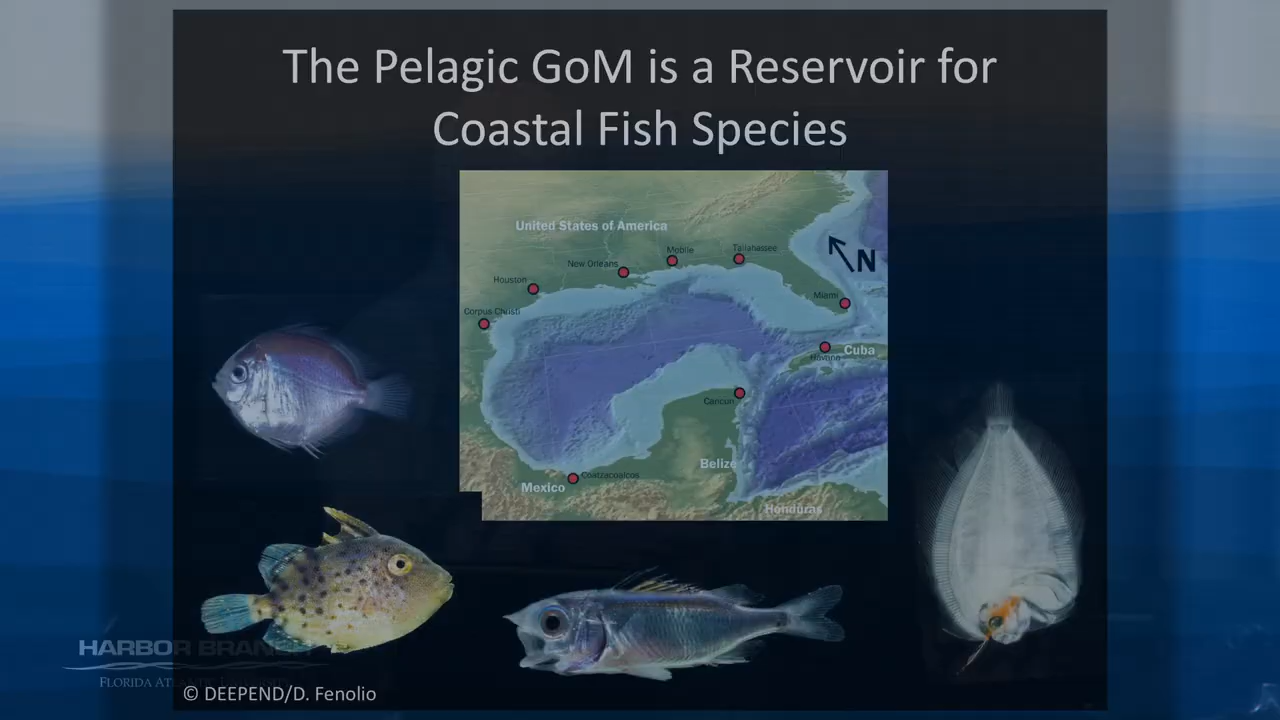 The Pelagic GoM is a Reservoir for
Coastal Fish Species
United States of America
N
Mobile
Tallahassee
New Orleans
Houston
Miami
Corpus Christi
Cuba
Havana
Cancun
Belize
Coatzacoalcos
Mexico
Honduras
HARBOR BRAN
FLORIDA ATLANTIC UNIVERSITY
© DEEPEND/D. Fenolio